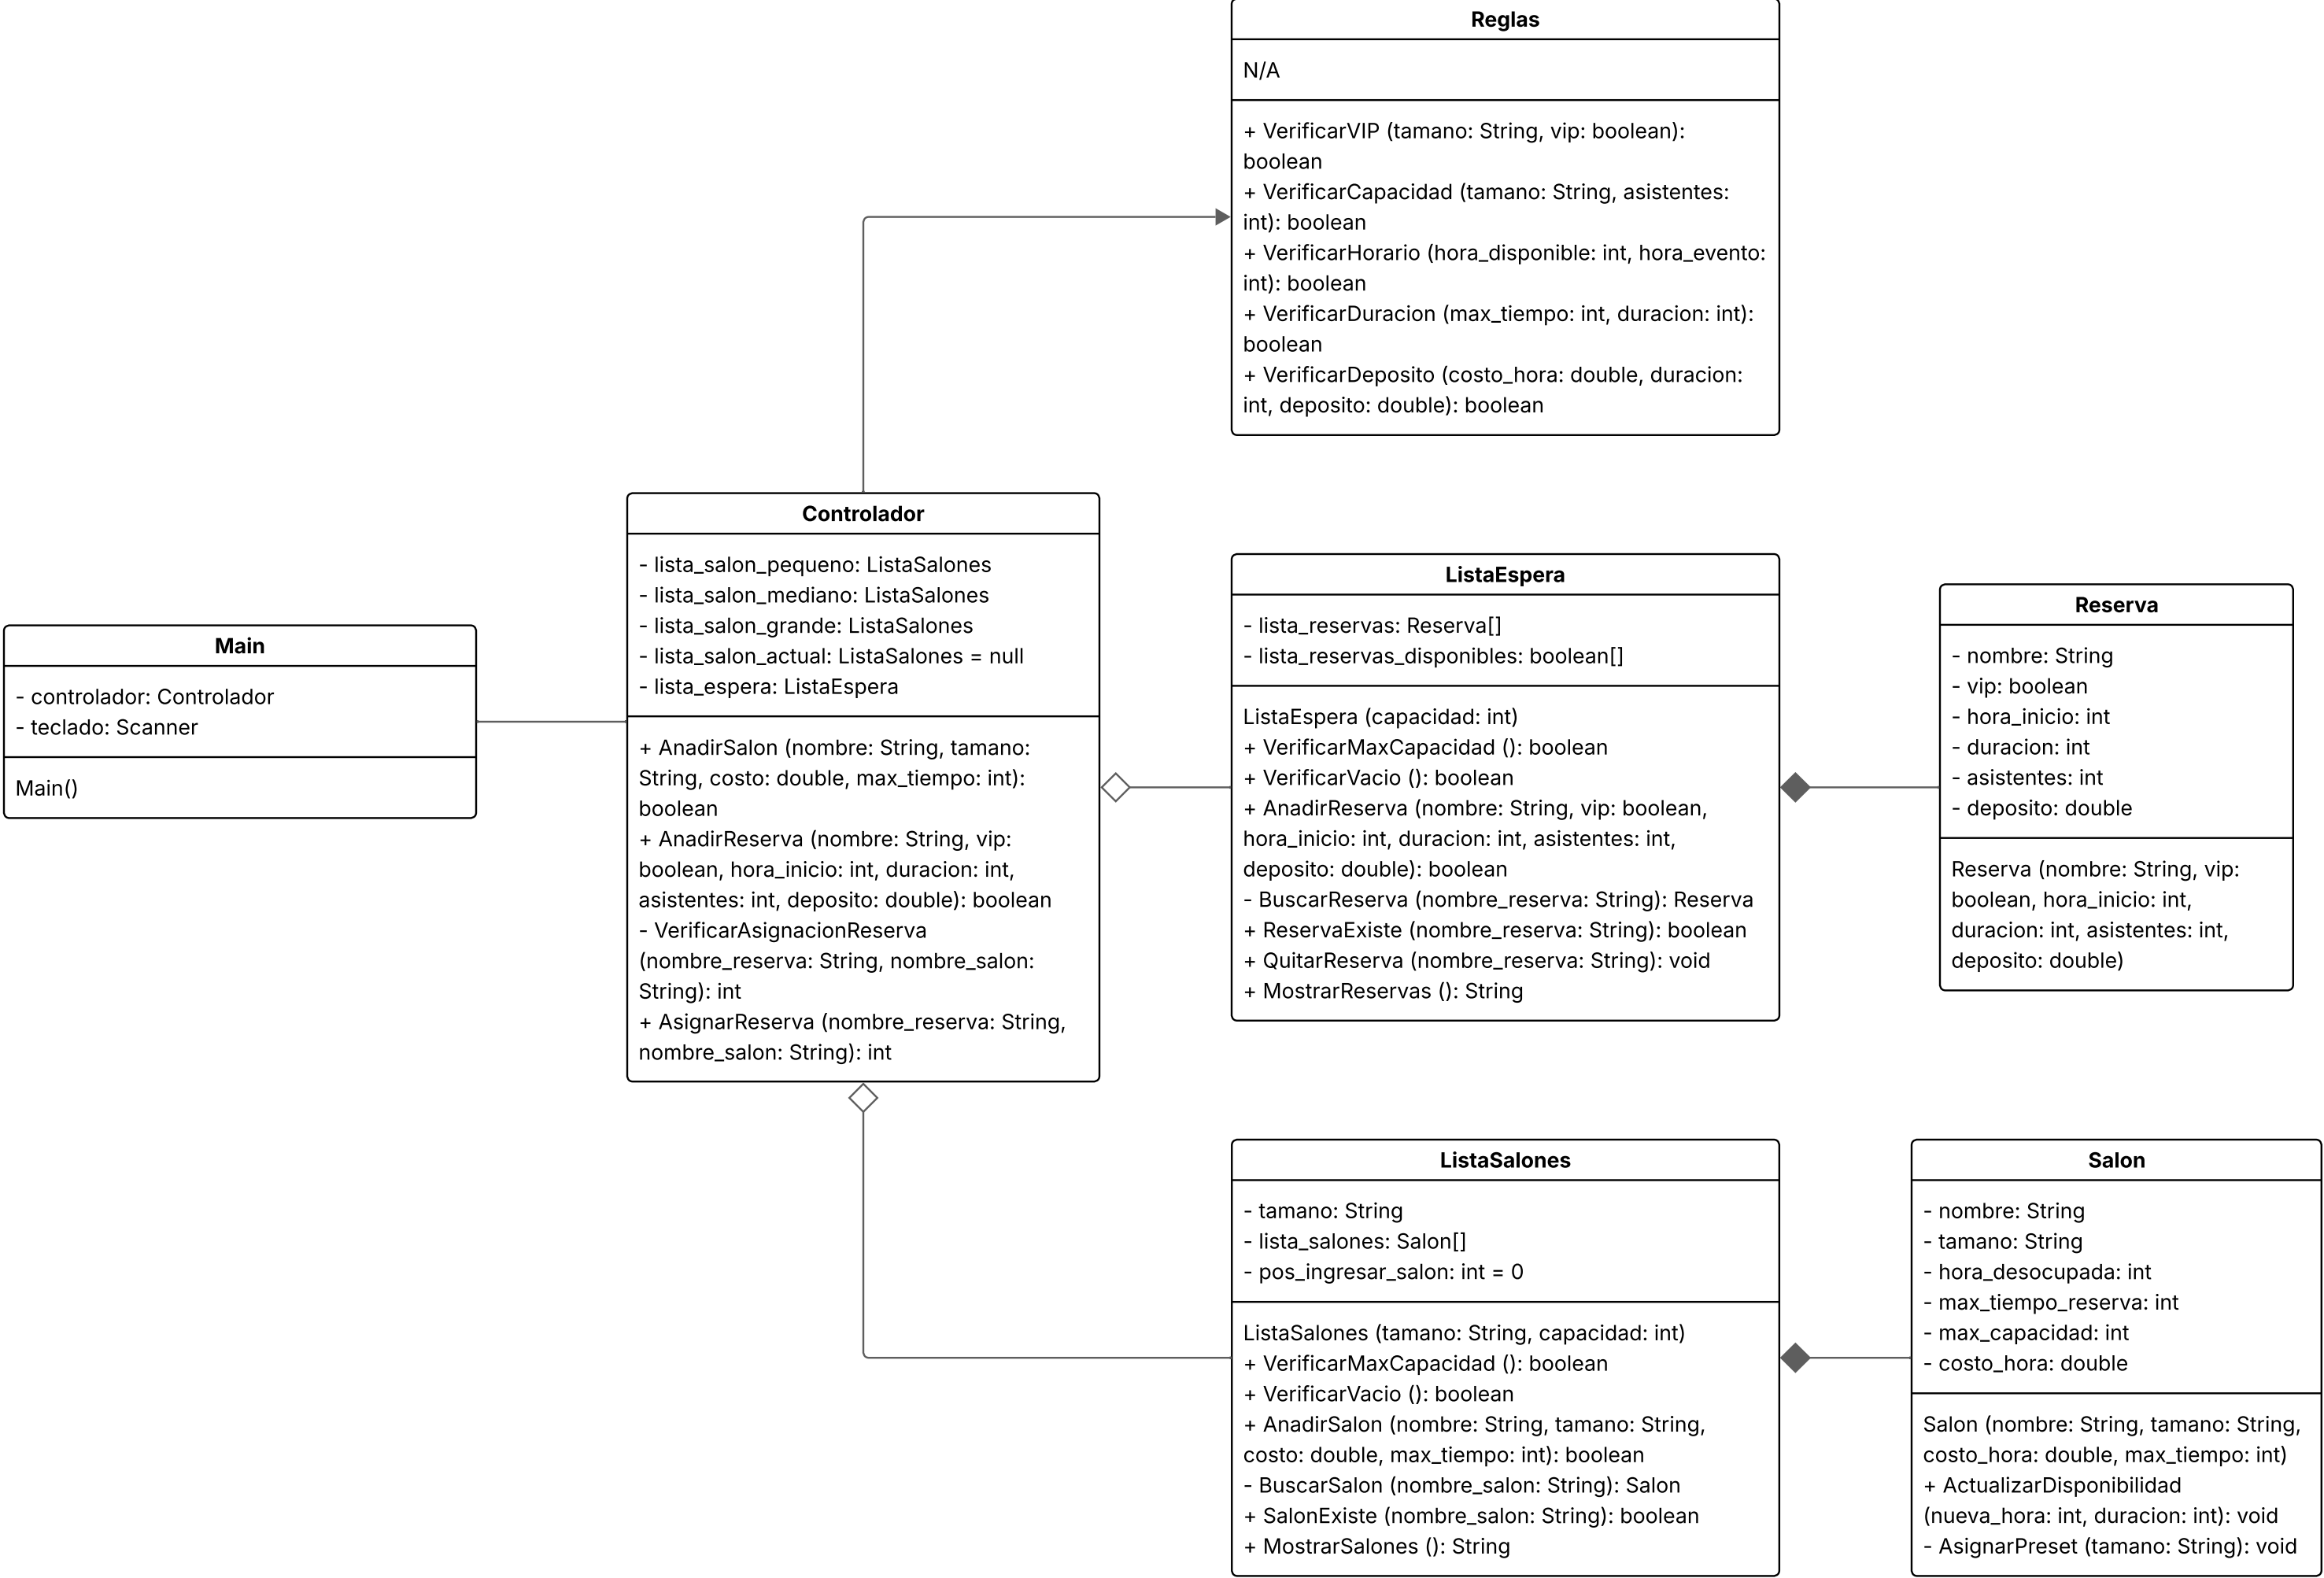 Reglas
N/A
+ VerificarVIP (tamano: String, vip: boolean):
boolean
+ VerificarCapacidad (tamano: String, asistentes:
int): boolean
+ VerificarHorario (hora_disponible: int, hora_evento:
int): boolean
+ VerificarDuracion (max_tiempo: int, duracion: int):
boolean
+ VerificarDeposito (costo_hora: double, duracion:
int, deposito: double): boolean
Main
- controlador: Controlador
- teclado: Scanner
Main()
Controlador
- lista_salon_pequeno: ListaSalones
- lista_salon_mediano: ListaSalones
- lista_salon_grande: ListaSalones
- lista_salon_actual: ListaSalones = null
- lista_espera: ListaEspera
+ AnadirSalon (nombre: String, tamano:
String, costo: double, max_tiempo: int):
boolean
+ AnadirReserva (nombre: String, vip:
boolean, hora_inicio: int, duracion: int,
asistentes: int, deposito: double): boolean
- VerificarAsignacionReserva
(nombre_reserva: String, nombre_salon:
String): int
+ AsignarReserva (nombre_reserva: String,
nombre_salon: String): int
ListaEspera
- lista_reservas: Reserva[]
- lista_reservas_disponibles: boolean[]
ListaEspera (capacidad: int)
+ VerificarMaxCapacidad (): boolean
+ VerificarVacio (): boolean
+ AnadirReserva (nombre: String, vip: boolean,
hora_inicio: int, duracion: int, asistentes: int,
deposito: double): boolean
- BuscarReserva (nombre_reserva: String): Reserva
+ ReservaExiste (nombre_reserva: String): boolean
+ QuitarReserva (nombre_reserva: String): void
+ MostrarReservas (): String
Reserva
- nombre: String
- vip: boolean
- hora_inicio: int
- duracion: int
- asistentes: int
- deposito: double
Reserva (nombre: String, vip:
boolean, hora_inicio: int,
duracion: int, asistentes: int,
deposito: double)
ListaSalones
- tamano: String
- lista_salones: Salon[]
- pos_ingresar_salon: int = 0
ListaSalones (tamano: String, capacidad: int)
+ VerificarMaxCapacidad (): boolean
+ VerificarVacio (): boolean
+ AnadirSalon (nombre: String, tamano: String,
costo: double, max_tiempo: int): boolean
- BuscarSalon (nombre_salon: String): Salon
+ SalonExiste (nombre_salon: String): boolean
+ MostrarSalones (): String
Salon
- nombre: String
- tamano: String
- hora_desocupada: int
- max_tiempo_reserva: int
- max_capacidad: int
- costo_hora: double
Salon (nombre: String, tamano: String,
costo_hora: double, max_tiempo: int)
+ ActualizarDisponibilidad
(nueva_hora: int, duracion: int): void
- AsignarPreset (tamano: String): void